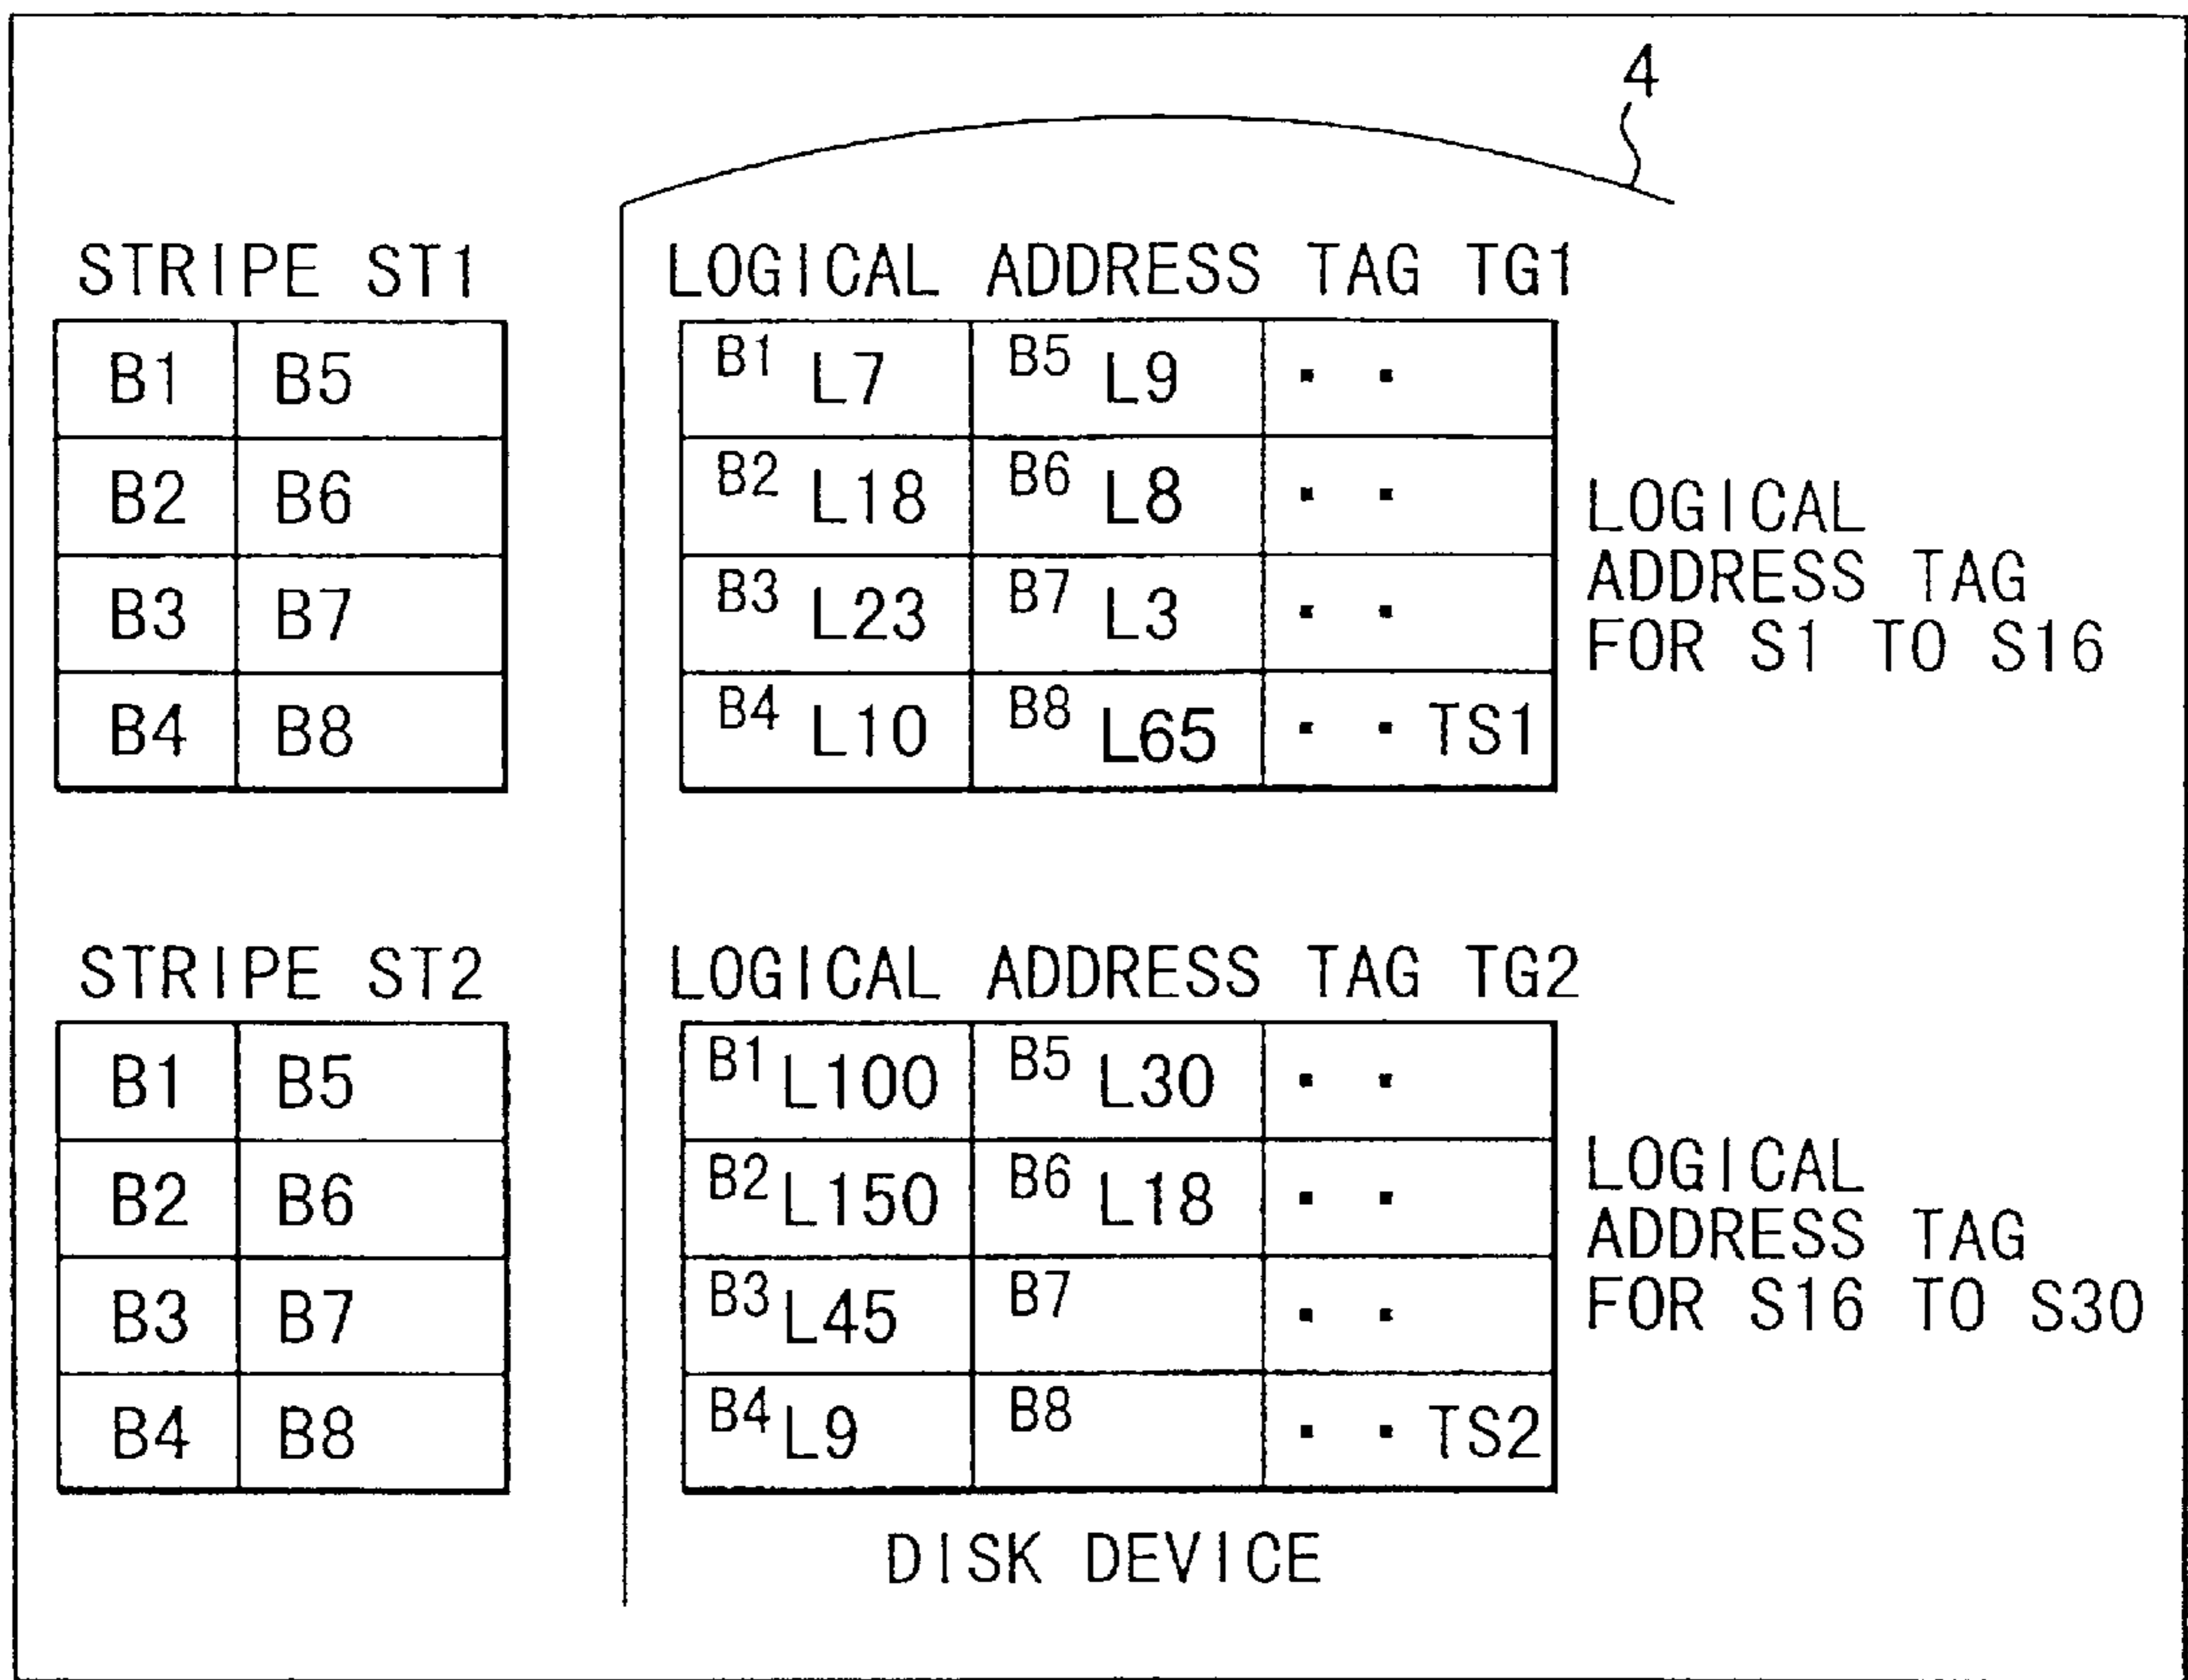 4
STRIPE ST1
B1 B5
B2 B6
B3 B7
B4 B8
LOGICAL ADDRESS TAG TG1
B1 L7 B5 L9 . .
B2 L18 B6 L8 . .
B3 L23 B7 L3 . .
B4 L10 B8 L65 . . TS1
LOGICAL
ADDRESS TAG
FOR S1 TO S16
STRIPE ST2
B1 B5
B2 B6
B3 B7
B4 B8
LOGICAL ADDRESS TAG TG2
B1 L100 B5 L30 . .
B2 L150 B6 L18 . .
B3 L45 B7 . .
B4 L9 B8 . . TS2
LOGICAL
ADDRESS TAG
FOR S16 TO S30
DISK DEVICE